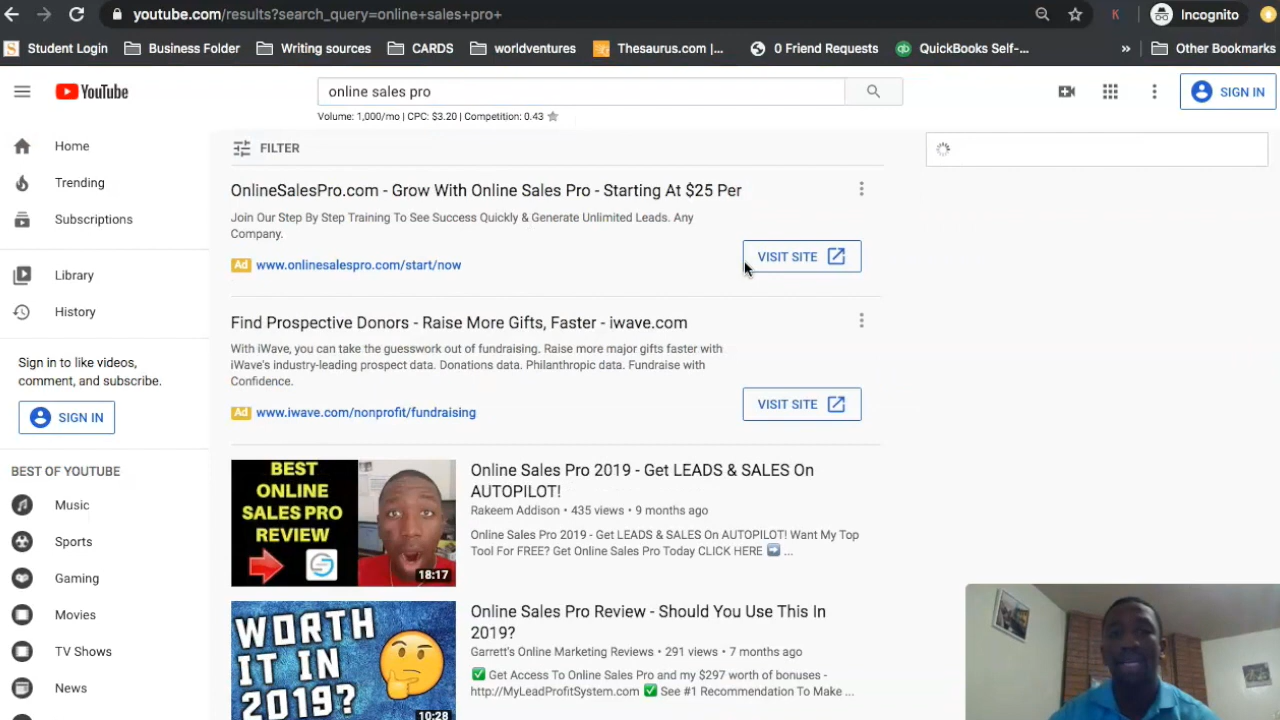 youtube.com/results?search_query=online+sales+pro+
Incognito
Student Login
Business Folder
Writing sources
CARDS
worldventures
Thesaurus.com |...
0 Friend Requests
QuickBooks Self-...
»
Other Bookmarks
YouTube
online sales pro
SIGN IN
Volume: 1,000/mo | CPC: $3.20 | Competition: 0.43
Home
Trending
Subscriptions
Library
History
Sign in to like videos,
comment, and subscribe.
SIGN IN
BEST OF YOUTUBE
Music
Sports
Gaming
Movies
TV Shows
News
FILTER
OnlineSalesPro.com - Grow With Online Sales Pro - Starting At $25 Per
Join Our Step By Step Training To See Success Quickly & Generate Unlimited Leads. Any
Company.
Ad www.onlinesalespro.com/start/now
VISIT SITE
Find Prospective Donors - Raise More Gifts, Faster - iwave.com
With iWave, you can take the guesswork out of fundraising. Raise more major gifts faster with
iWave's industry-leading prospect data. Donations data. Philanthropic data. Fundraise with
Confidence.
Ad www.iwave.com/nonprofit/fundraising
VISIT SITE
BEST
ONLINE
SALES PRO
REVIEW
18:17
Online Sales Pro 2019 - Get LEADS & SALES On
AUTOPILOT!
Rakeem Addison • 435 views • 9 months ago
Online Sales Pro 2019 - Get LEADS & SALES On AUTOPILOT! Want My Top
Tool For FREE? Get Online Sales Pro Today CLICK HERE ➡️ ...
WORTH
IT IN
2019?
10:28
Online Sales Pro Review - Should You Use This In
2019?
Garrett's Online Marketing Reviews • 291 views • 7 months ago
✅ Get Access To Online Sales Pro and my $297 worth of bonuses -
http://MyLeadProfitSystem.com ✅ See #1 Recommendation To Make ...